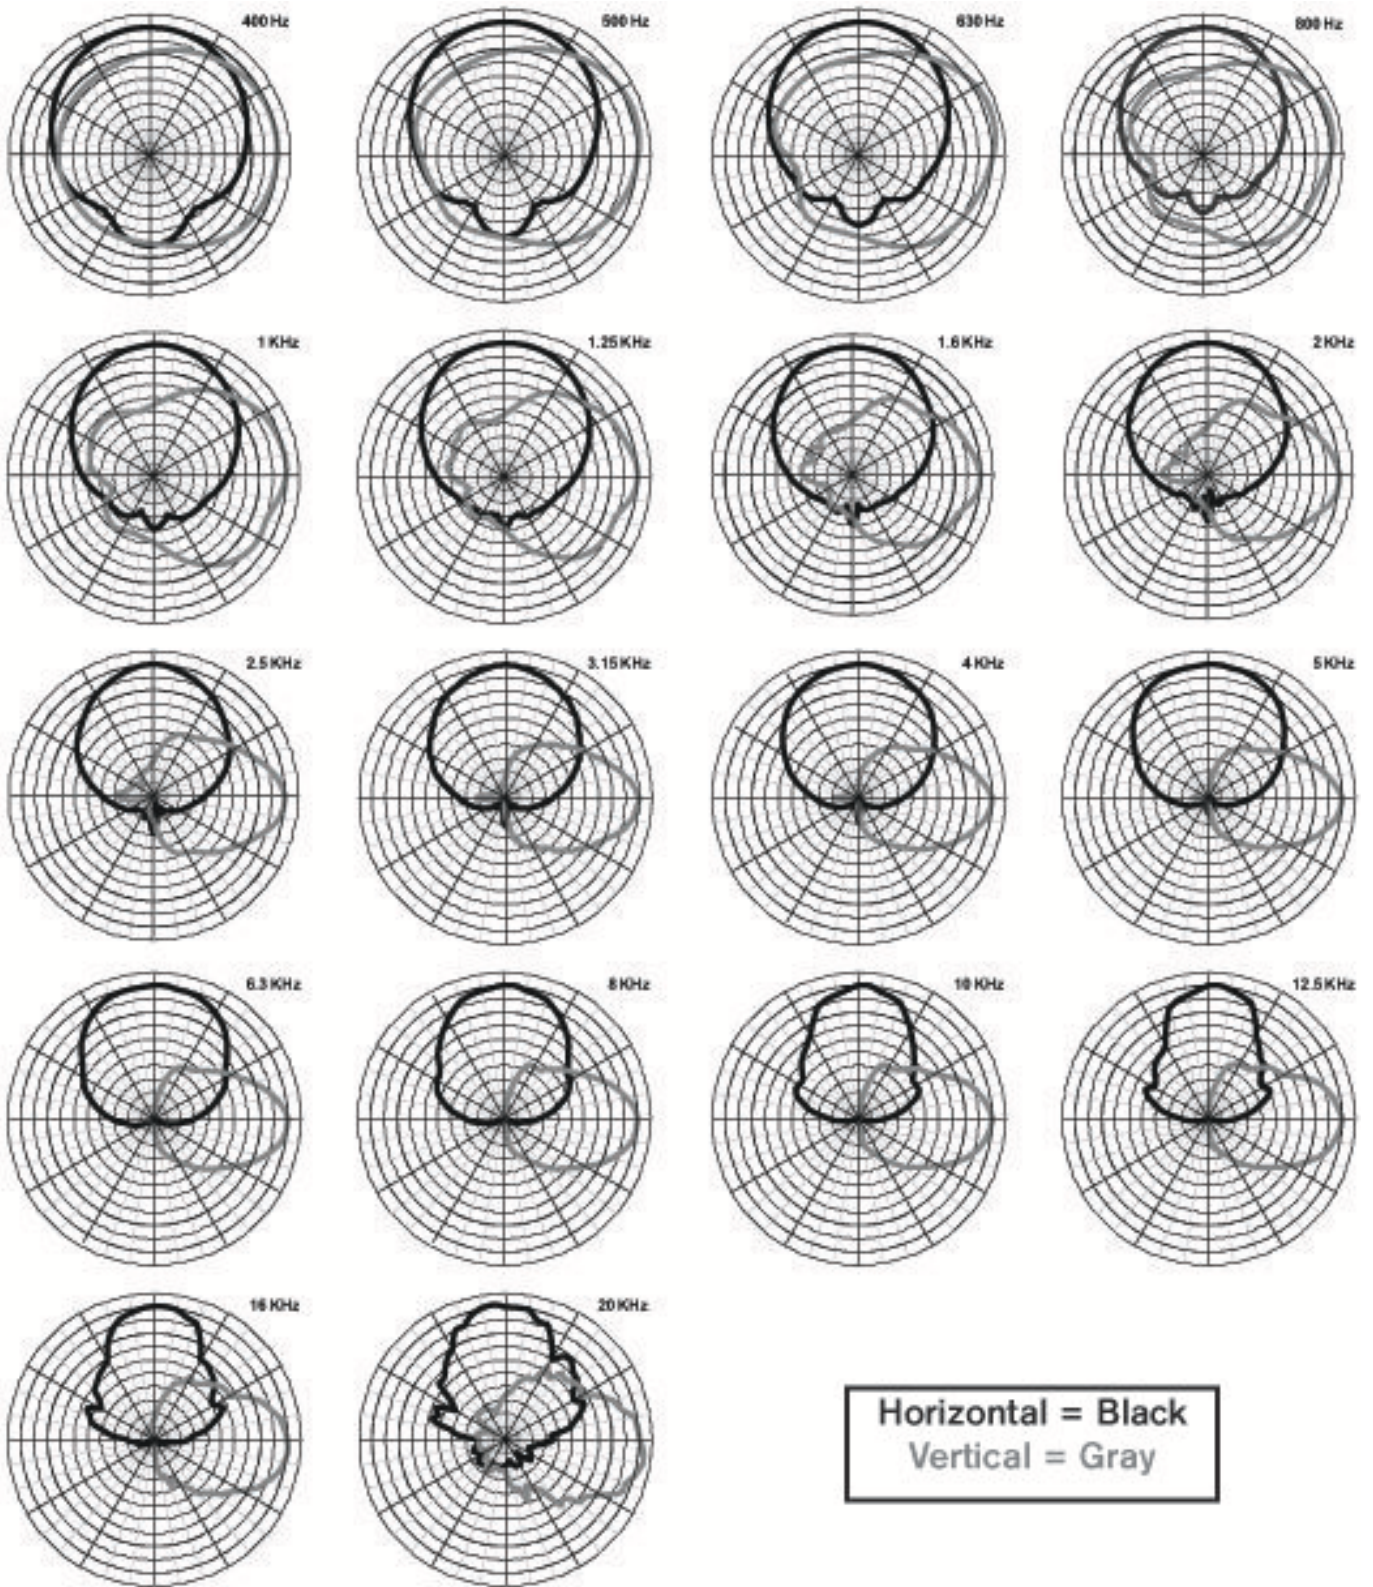 400 Hz
500 Hz
630 Hz
800 Hz
1 KHz
1.25 KHz
1.6 KHz
2 KHz
2.5 KHz
3.15 KHz
4 KHz
5 KHz
6.3 KHz
8 KHz
10 KHz
12.5 KHz
16 KHz
20 KHz
Horizontal = Black
Vertical = Gray